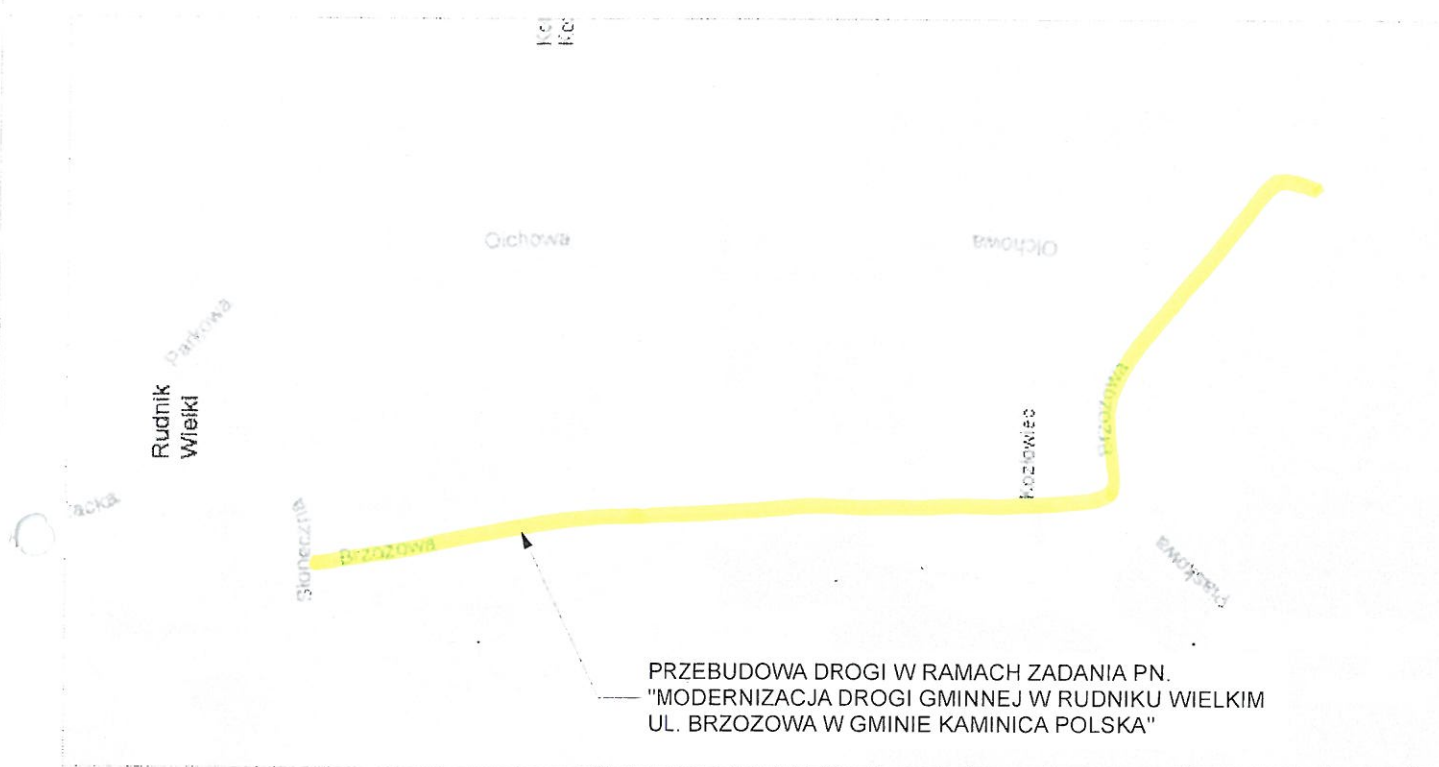 Olchowa
Olchowa
Parkowa
Rudnik
Wielki
Kozłowiec
Brzozowa
Słoneczna
Brzozowa
Piaskowa
PRZEBUDOWA DROGI W RAMACH ZADANIA PN.
"MODERNIZACJA DROGI GMINNEJ W RUDNIKU WIELKIM
UL. BRZOZOWA W GMINIE KAMINICA POLSKA"